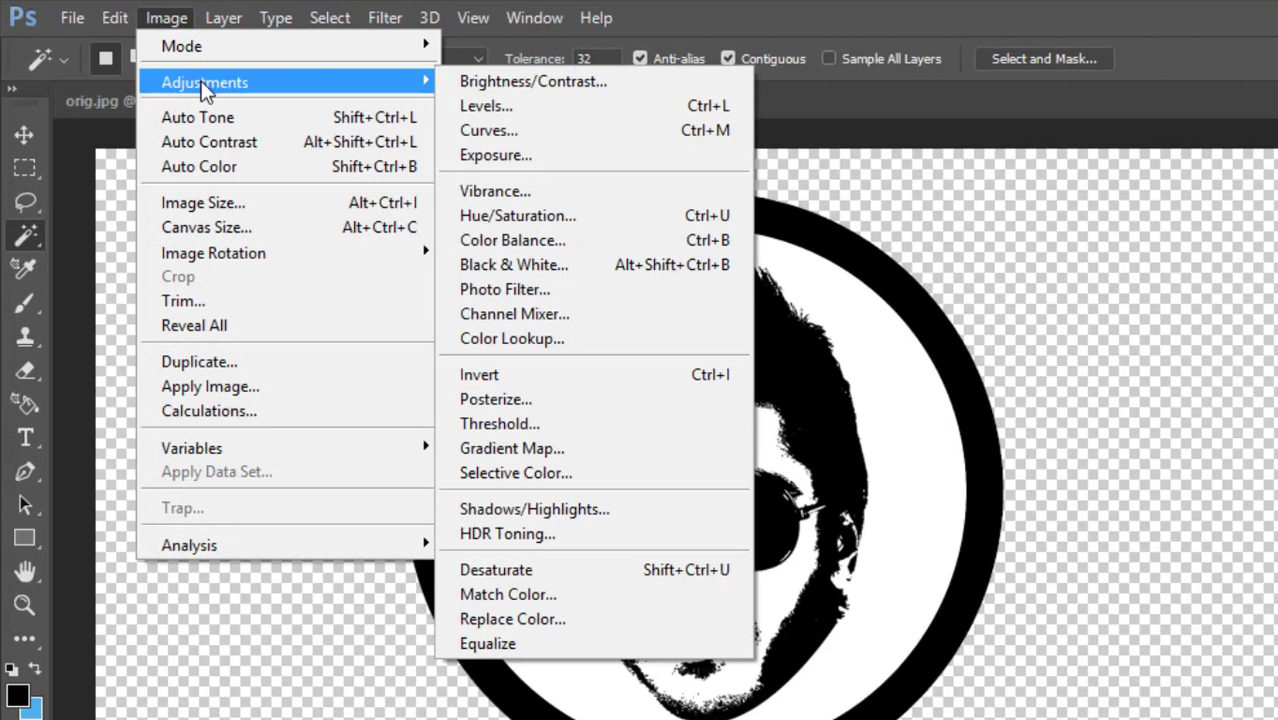 Ps File Edit Image Layer Type Select Filter 3D View Window Help
Tolerance: 32 Anti-alias Contiguous Sample All Layers Select and Mask...
orig.jpg @
Mode
Adjustments
Auto Tone Shift+Ctrl+L
Auto Contrast Alt+Shift+Ctrl+L
Auto Color Shift+Ctrl+B
Image Size... Alt+Ctrl+I
Canvas Size... Alt+Ctrl+C
Image Rotation
Crop
Trim...
Reveal All
Duplicate...
Apply Image...
Calculations...
Variables
Apply Data Set...
Trap...
Analysis
Brightness/Contrast...
Levels... Ctrl+L
Curves... Ctrl+M
Exposure...
Vibrance...
Hue/Saturation... Ctrl+U
Color Balance... Ctrl+B
Black & White... Alt+Shift+Ctrl+B
Photo Filter...
Channel Mixer...
Color Lookup...
Invert Ctrl+I
Posterize...
Threshold...
Gradient Map...
Selective Color...
Shadows/Highlights...
HDR Toning...
Desaturate Shift+Ctrl+U
Match Color...
Replace Color...
Equalize